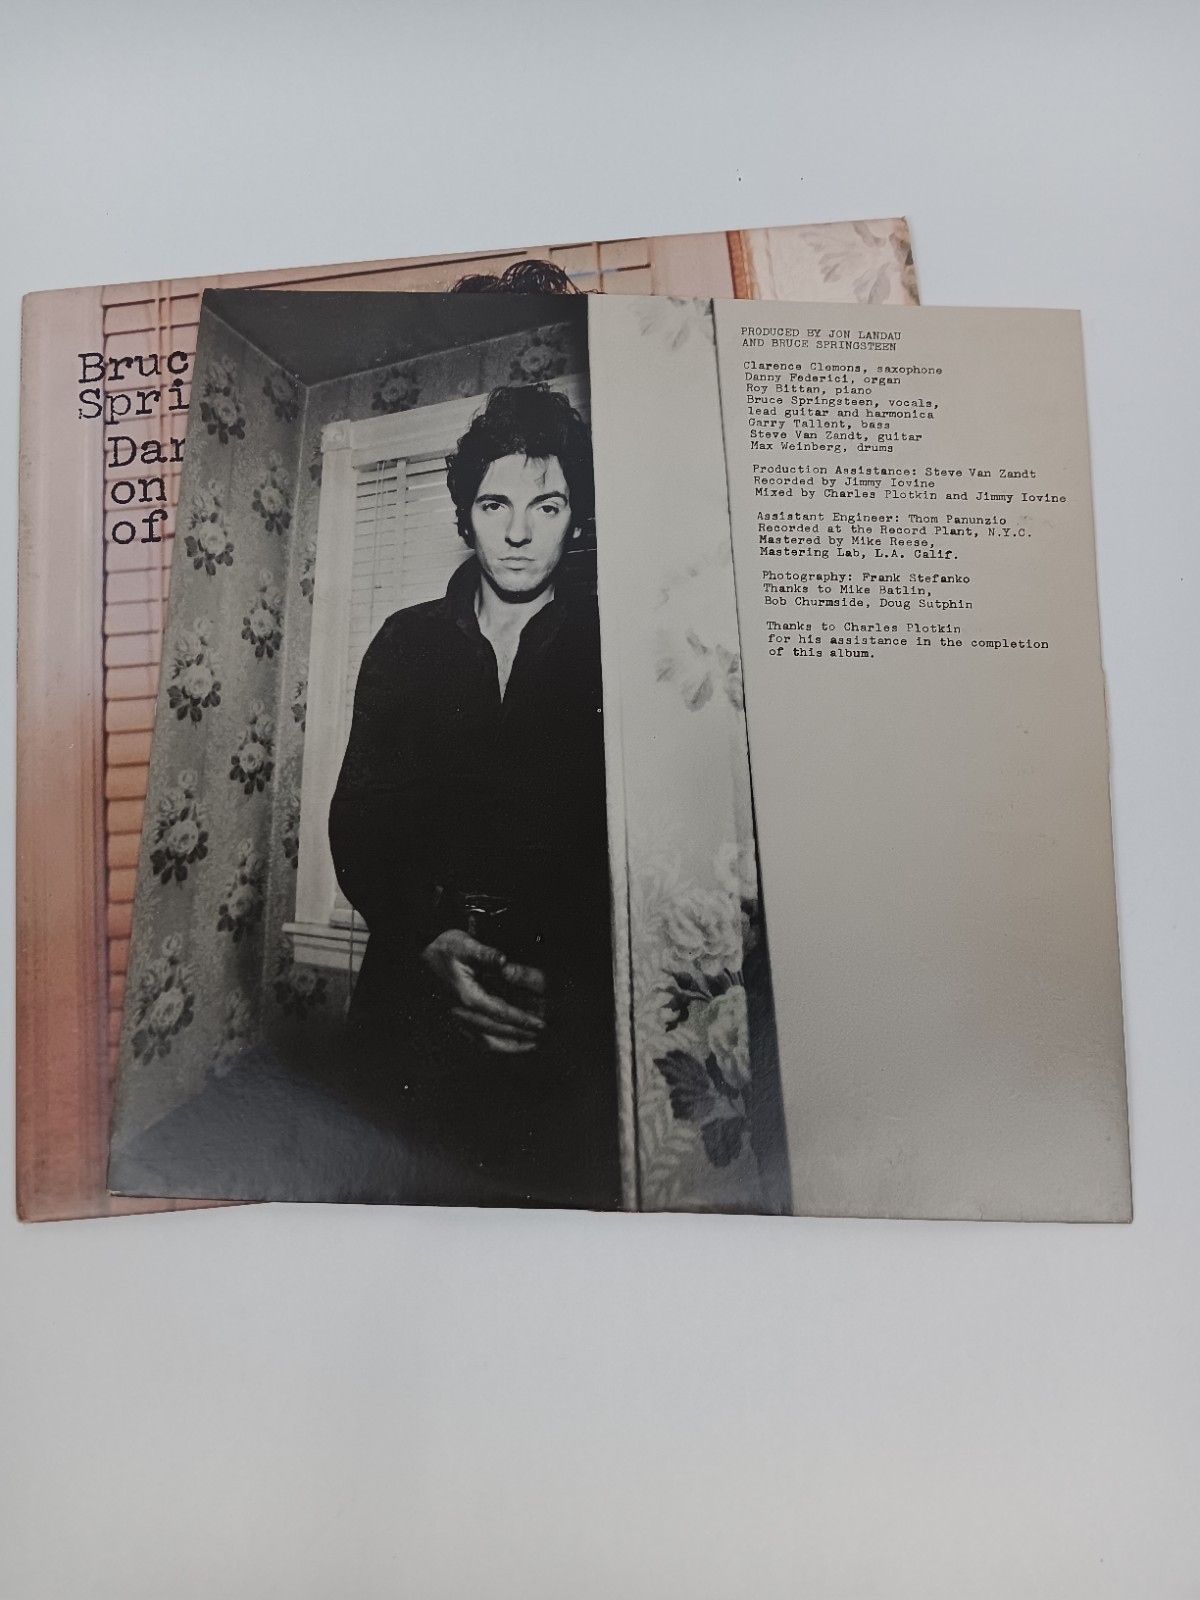 Bruc
Spri
Dar
on
of
PRODUCED BY JON LANDAU
AND BRUCE SPRINGSTEEN
Clarence Clemons, saxophone
Danny Federici, organ
Roy Bittan, piano
Bruce Springsteen, vocals,
lead guitar and harmonica
Garry Tallent, bass
Steve Van Zandt, guitar
Max Weinberg, drums
Production Assistance: Steve Van Zandt
Recorded by Jimmy Iovine
Mixed by Charles Plotkin and Jimmy Iovine
Assistant Engineer: Thom Panunzio
Recorded at the Record Plant, N.Y.C.
Mastered by Mike Reese,
Mastering Lab, L.A. Calif.
Photography: Frank Stefanko
Thanks to Mike Batlin,
Bob Churmside, Doug Sutphin
Thanks to Charles Plotkin
for his assistance in the completion
of this album.